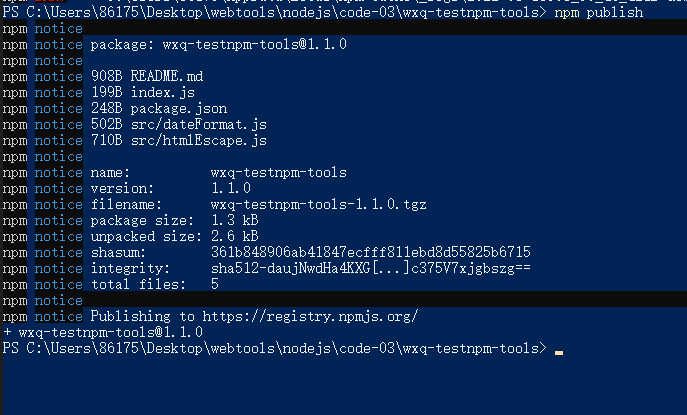 PS C:\Users\86175\Desktop\webtools\nodejs\code-03\wxq-testnpm-tools> npm publish
npm notice
npm notice package: wxq-testnpm-tools@1.1.0
npm notice
npm notice 908B README.md
npm notice 199B index.js
npm notice 248B package.json
npm notice 502B src/dateFormat.js
npm notice 710B src/htmlEscape.js
npm notice
npm notice name: wxq-testnpm-tools
npm notice version: 1.1.0
npm notice filename: wxq-testnpm-tools-1.1.0.tgz
npm notice package size: 1.3 kB
npm notice unpacked size: 2.6 kB
npm notice shasum: 361b848906ab41847ecfff811ebd8d55825b6715
npm notice integrity: sha512-daujNwdHa4KXG[...]c375V7xjgbszg==
npm notice total files: 5
npm notice
npm notice Publishing to https://registry.npmjs.org/
+ wxq-testnpm-tools@1.1.0
PS C:\Users\86175\Desktop\webtools\nodejs\code-03\wxq-testnpm-tools>